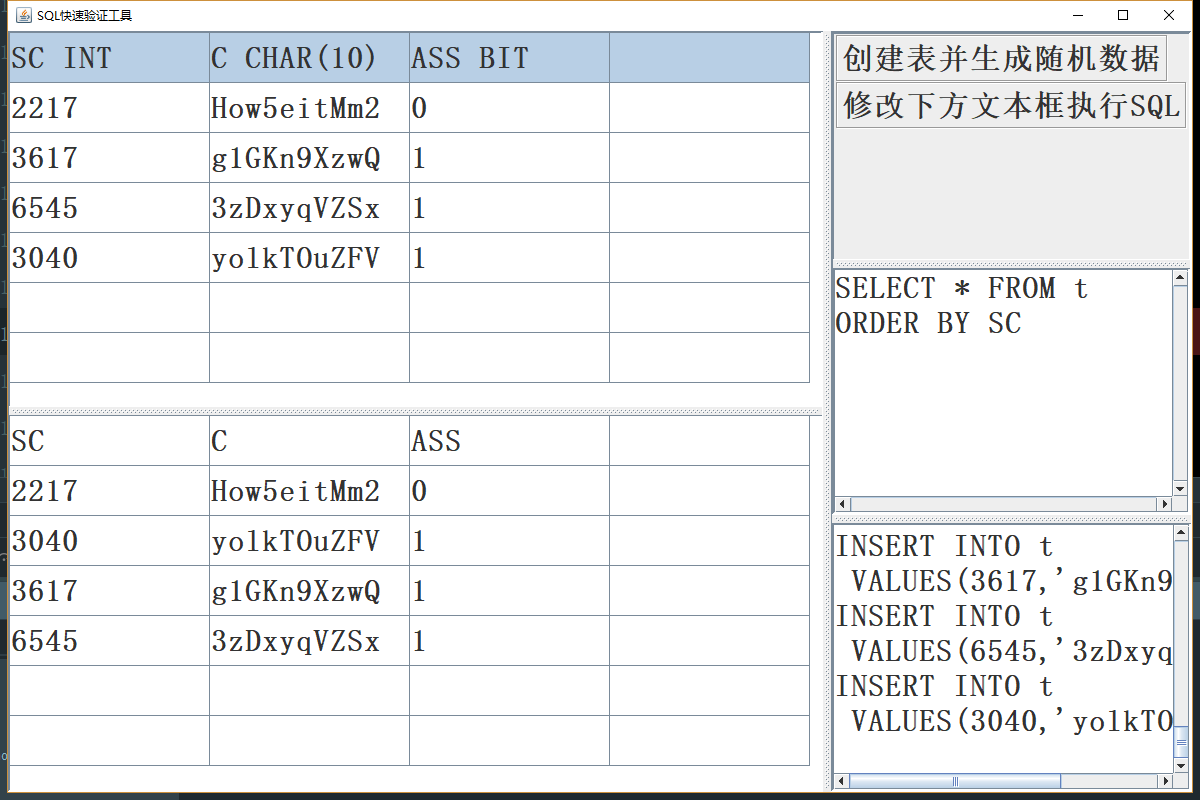 SQL快速验证工具
SC INT C CHAR(10) ASS BIT
2217 How5eitMm2 0
3617 g1GKn9XzwQ 1
6545 3zDxyqVZSx 1
3040 yolkTOuZFV 1
SC C ASS
2217 How5eitMm2 0
3040 yolkTOuZFV 1
3617 g1GKn9XzwQ 1
6545 3zDxyqVZSx 1
创建表并生成随机数据
修改下方文本框执行SQL
SELECT * FROM t
ORDER BY SC
INSERT INTO t
VALUES(3617,'g1GKn9
INSERT INTO t
VALUES(6545,'3zDxyq
INSERT INTO t
VALUES(3040,'yolkTO